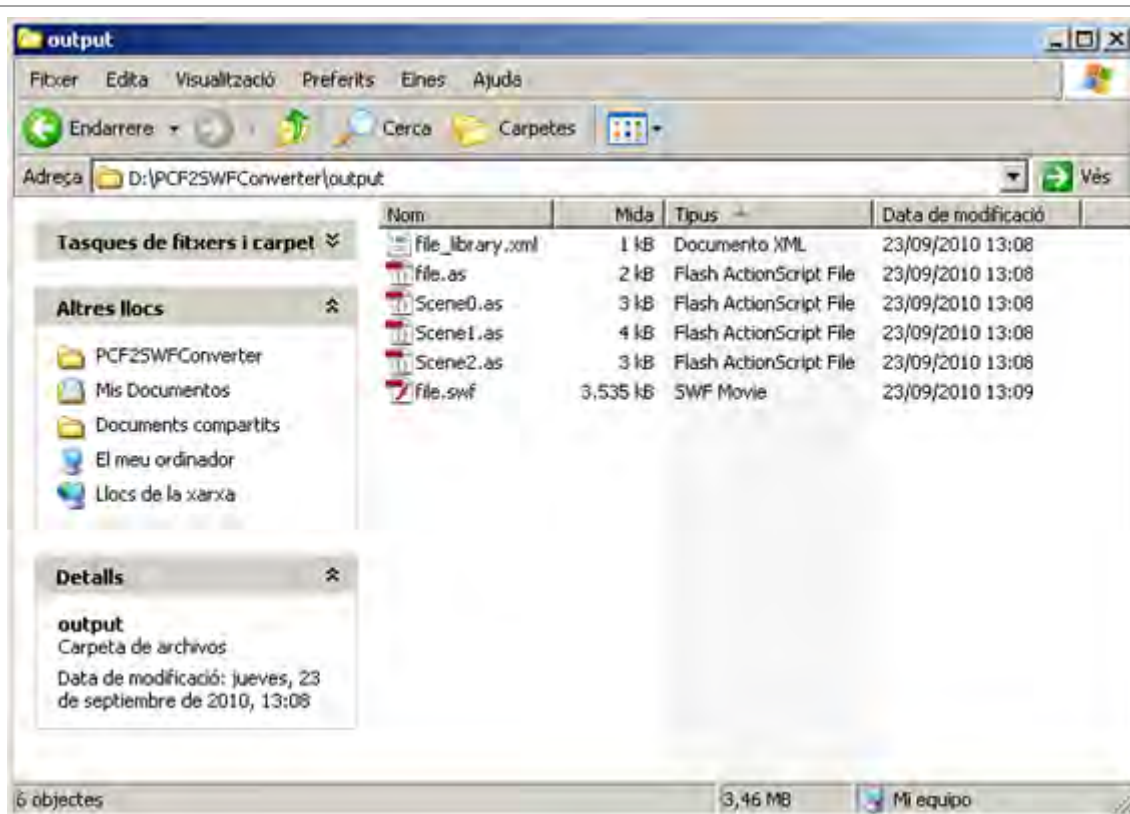 output
Fitxer Edita Visualització Preferits Eines Ajuda
Endarrere Cerca Carpetes
Adreça D:\PCF2SWFConverter\output Vés
Tasques de fitxers i carpet
Altres llocs
PCF2SWFConverter
Mis Documentos
Documents compartits
El meu ordinador
Llocs de la xarxa
Detalls
output
Carpeta de archivos
Data de modificació: jueves, 23
de septiembre de 2010, 13:08
Nom Mida Tipus Data de modificació
file_library.xml 1 kB Documento XML 23/09/2010 13:08
file.as 2 kB Flash ActionScript File 23/09/2010 13:08
Scene0.as 3 kB Flash ActionScript File 23/09/2010 13:08
Scene1.as 4 kB Flash ActionScript File 23/09/2010 13:08
Scene2.as 3 kB Flash ActionScript File 23/09/2010 13:08
file.swf 3.535 kB SWF Movie 23/09/2010 13:09
6 objectes 3,46 MB Mi equipo